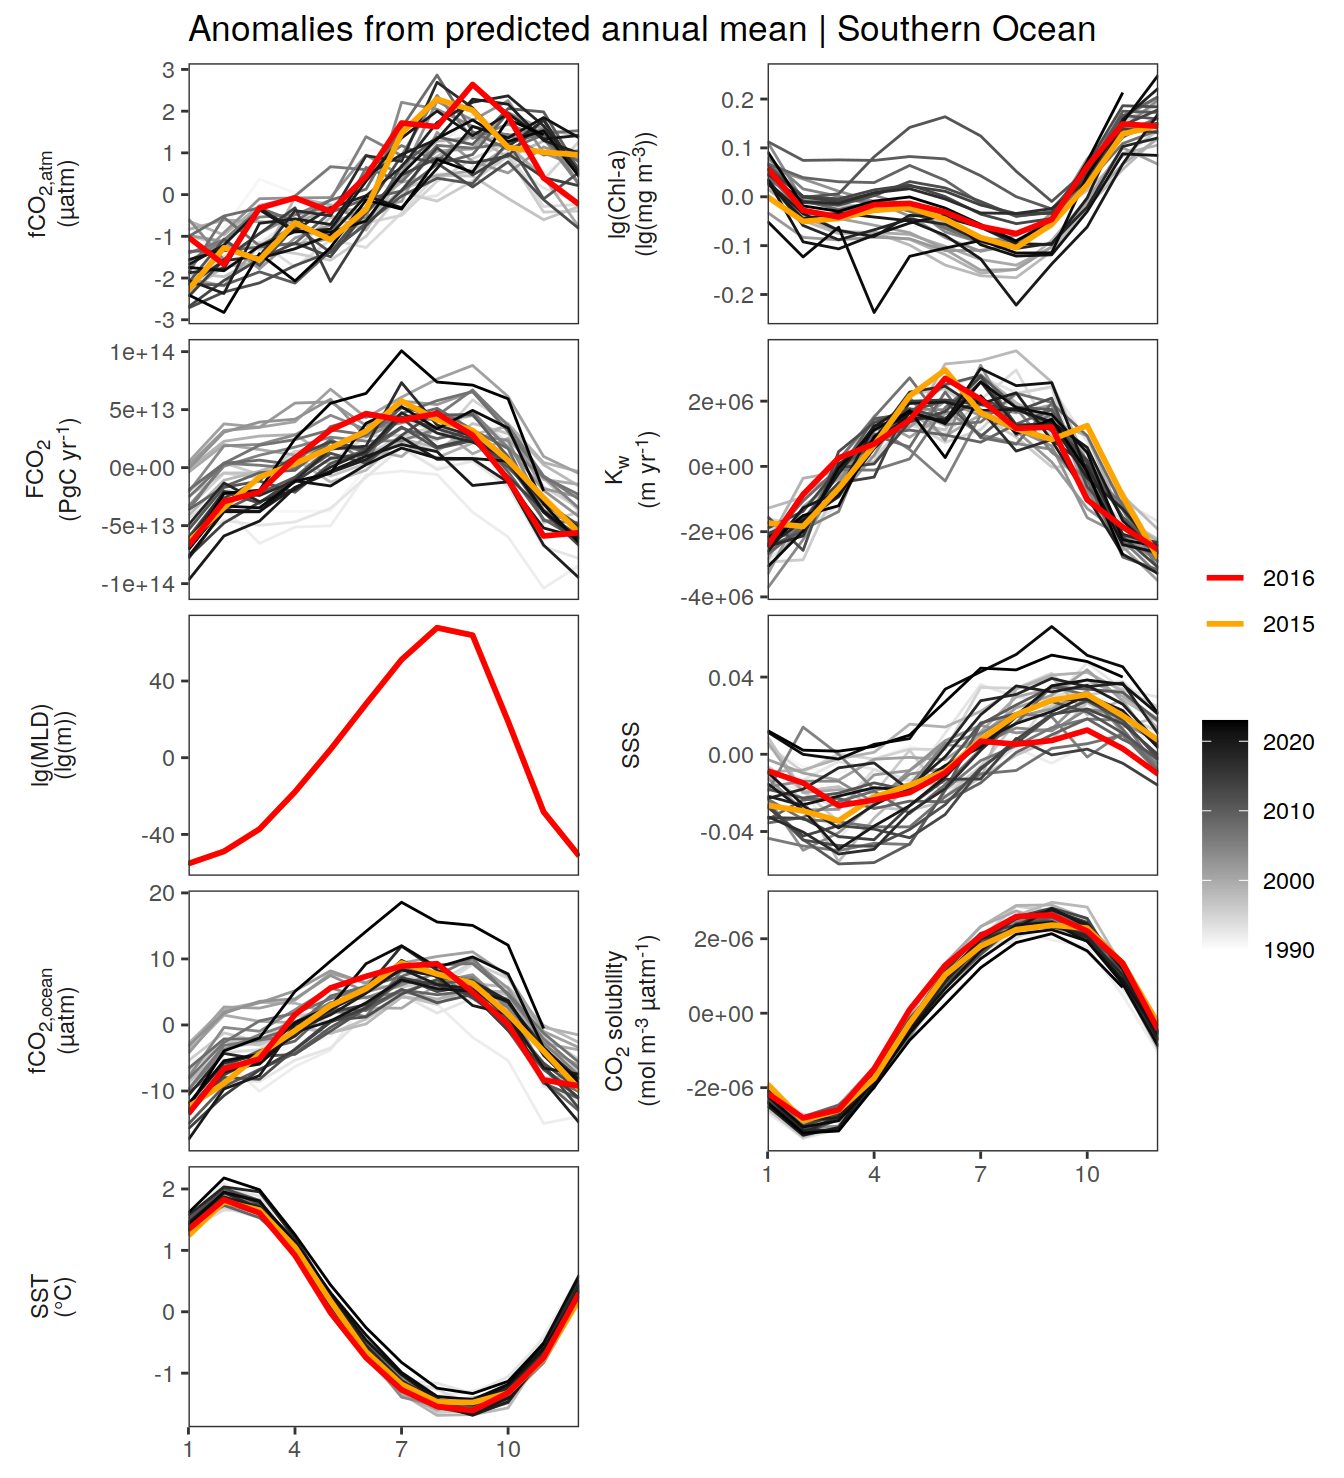 Anomalies from predicted annual mean | Southern Ocean
fCO2,atm
(µatm)
3
2
1
0
-1
-2
-3
lg(Chl-a)
(lg(mg m-3))
0.2
0.1
0.0
-0.1
-0.2
FCO2
(PgC yr-1)
1e+14
5e+13
0e+00
-5e+13
-1e+14
Kw
(m yr-1)
2e+06
0e+00
-2e+06
-4e+06
lg(MLD)
(lg(m))
40
0
-40
SSS
0.04
0.00
-0.04
fCO2,ocean
(µatm)
20
10
0
-10
CO2 solubility
(mol m-3 µatm-1)
2e-06
0e+00
-2e-06
1
4
7
10
SST
(°C)
2
1
0
-1
1
4
7
10
2016
2015
2020
2010
2000
1990